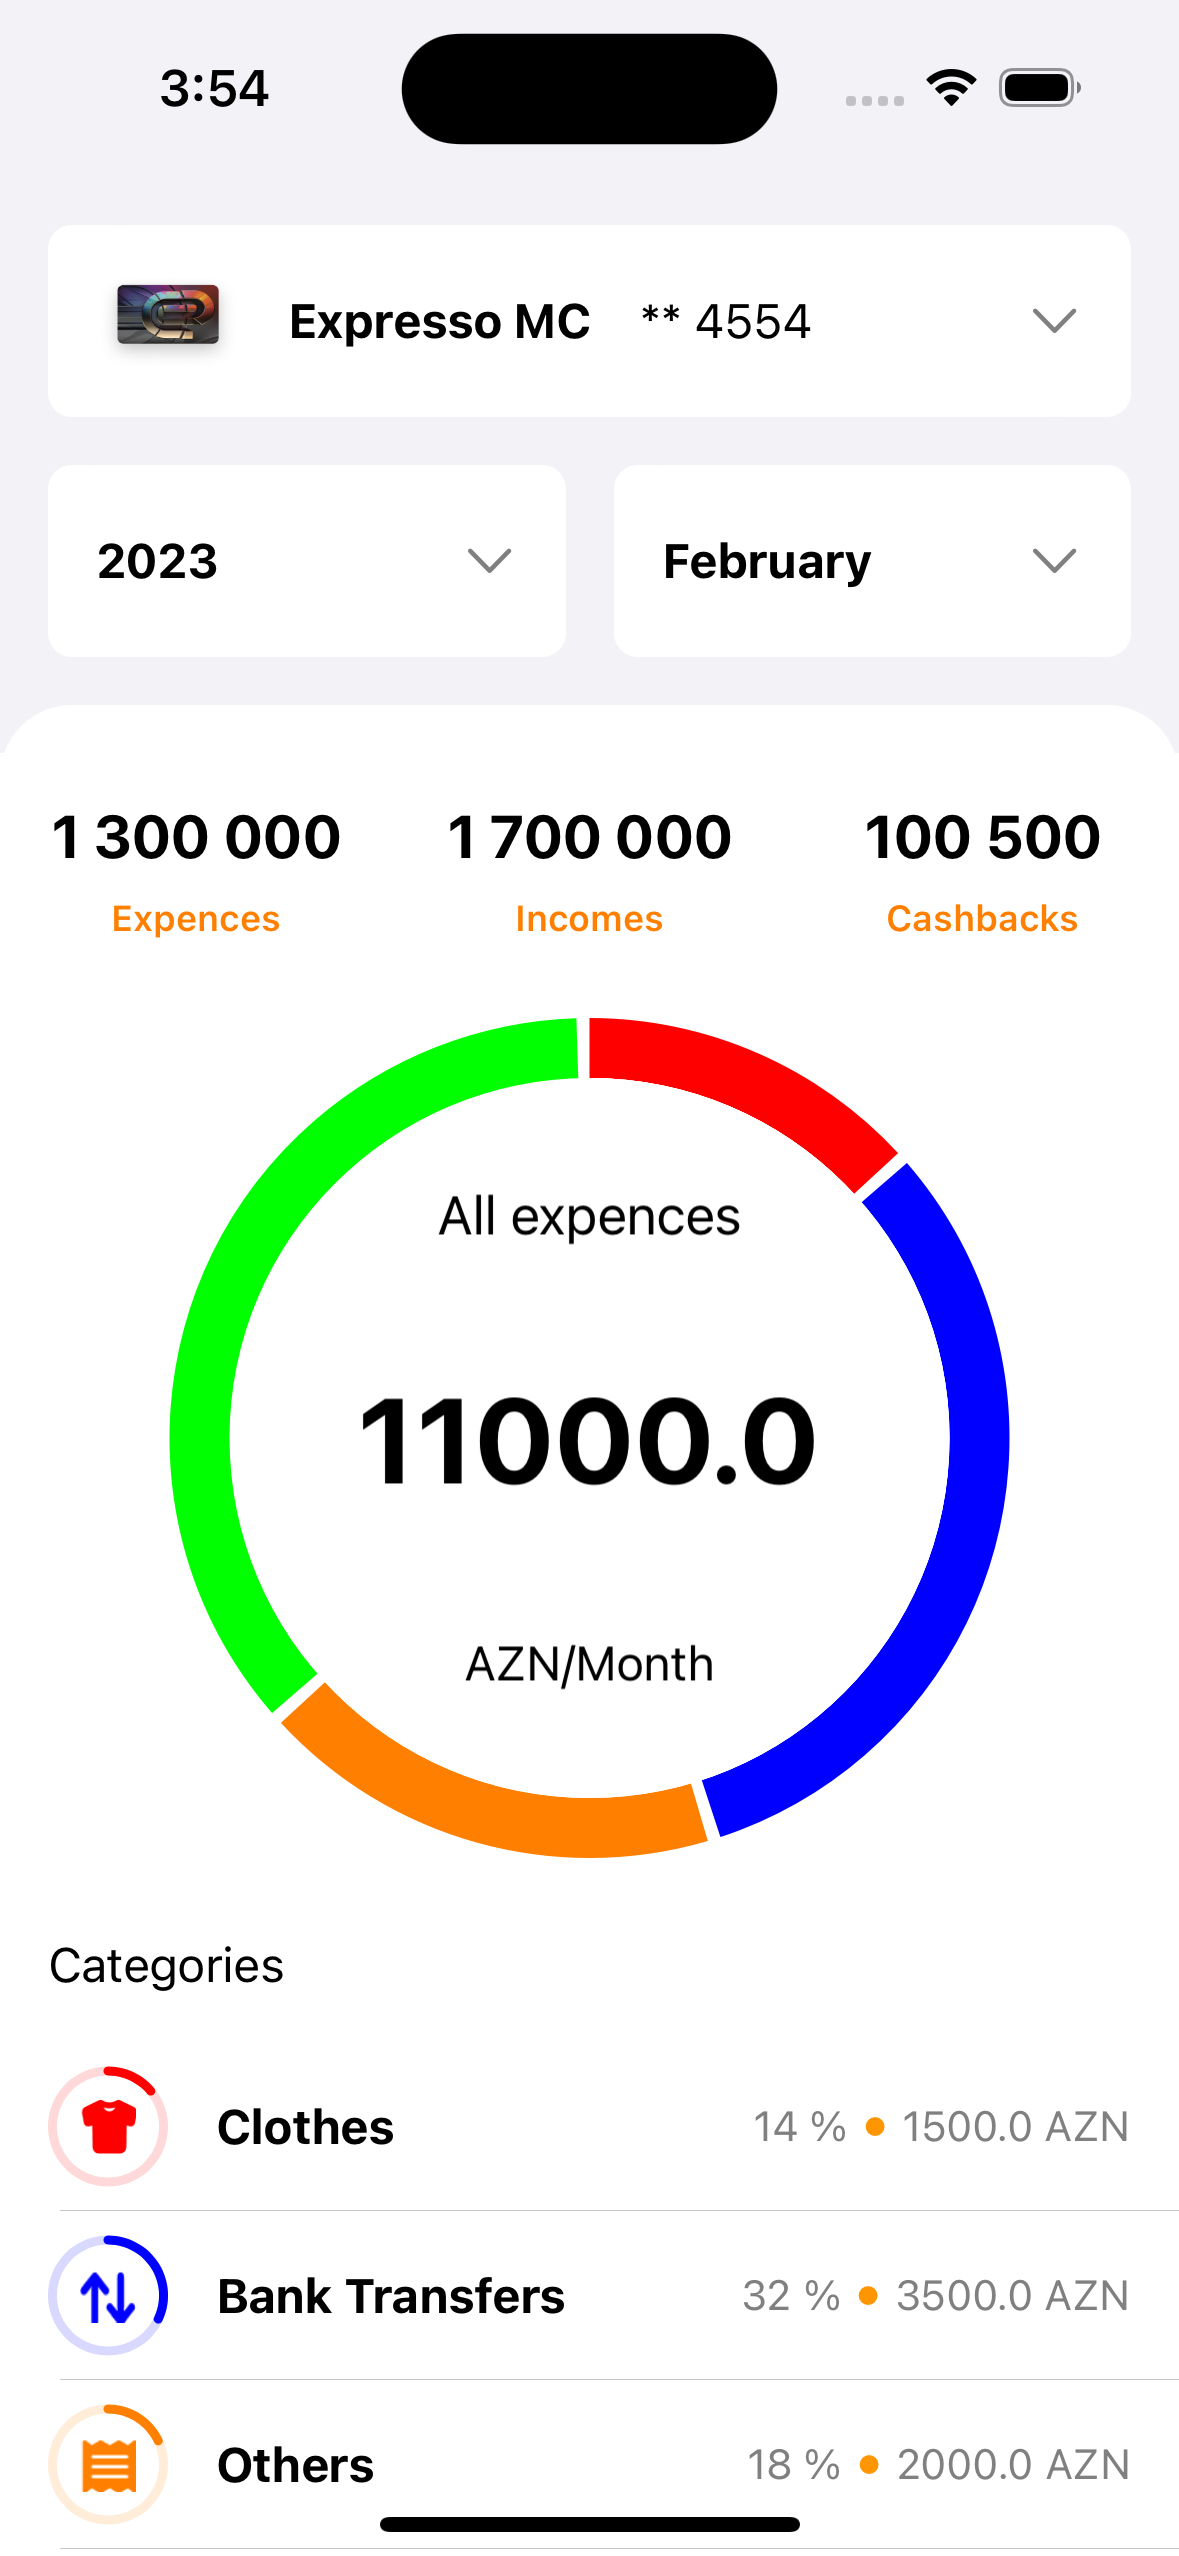 3:54
Expresso MC ** 4554
2023 February
1 300 000 1 700 000 100 500
Expences Incomes Cashbacks
All expences
11000.0
AZN/Month
Categories
Clothes 14 % • 1500.0 AZN
Bank Transfers 32 % • 3500.0 AZN
Others 18 % • 2000.0 AZN